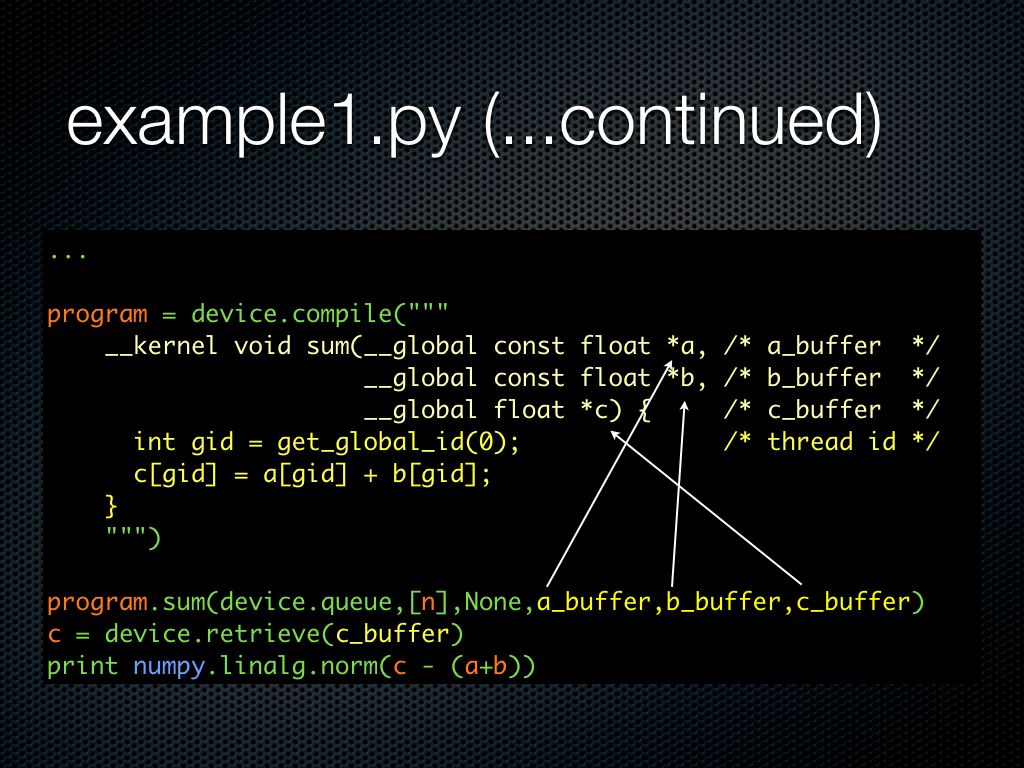 example1.py (...continued)
...
program = device.compile("""
    __kernel void sum(__global const float *a, /* a_buffer  */
                      __global const float *b, /* b_buffer  */
                      __global float *c) {     /* c_buffer  */
      int gid = get_global_id(0);              /* thread id */
      c[gid] = a[gid] + b[gid];
    }
    """)
program.sum(device.queue,[n],None,a_buffer,b_buffer,c_buffer)
c = device.retrieve(c_buffer)
print numpy.linalg.norm(c - (a+b))